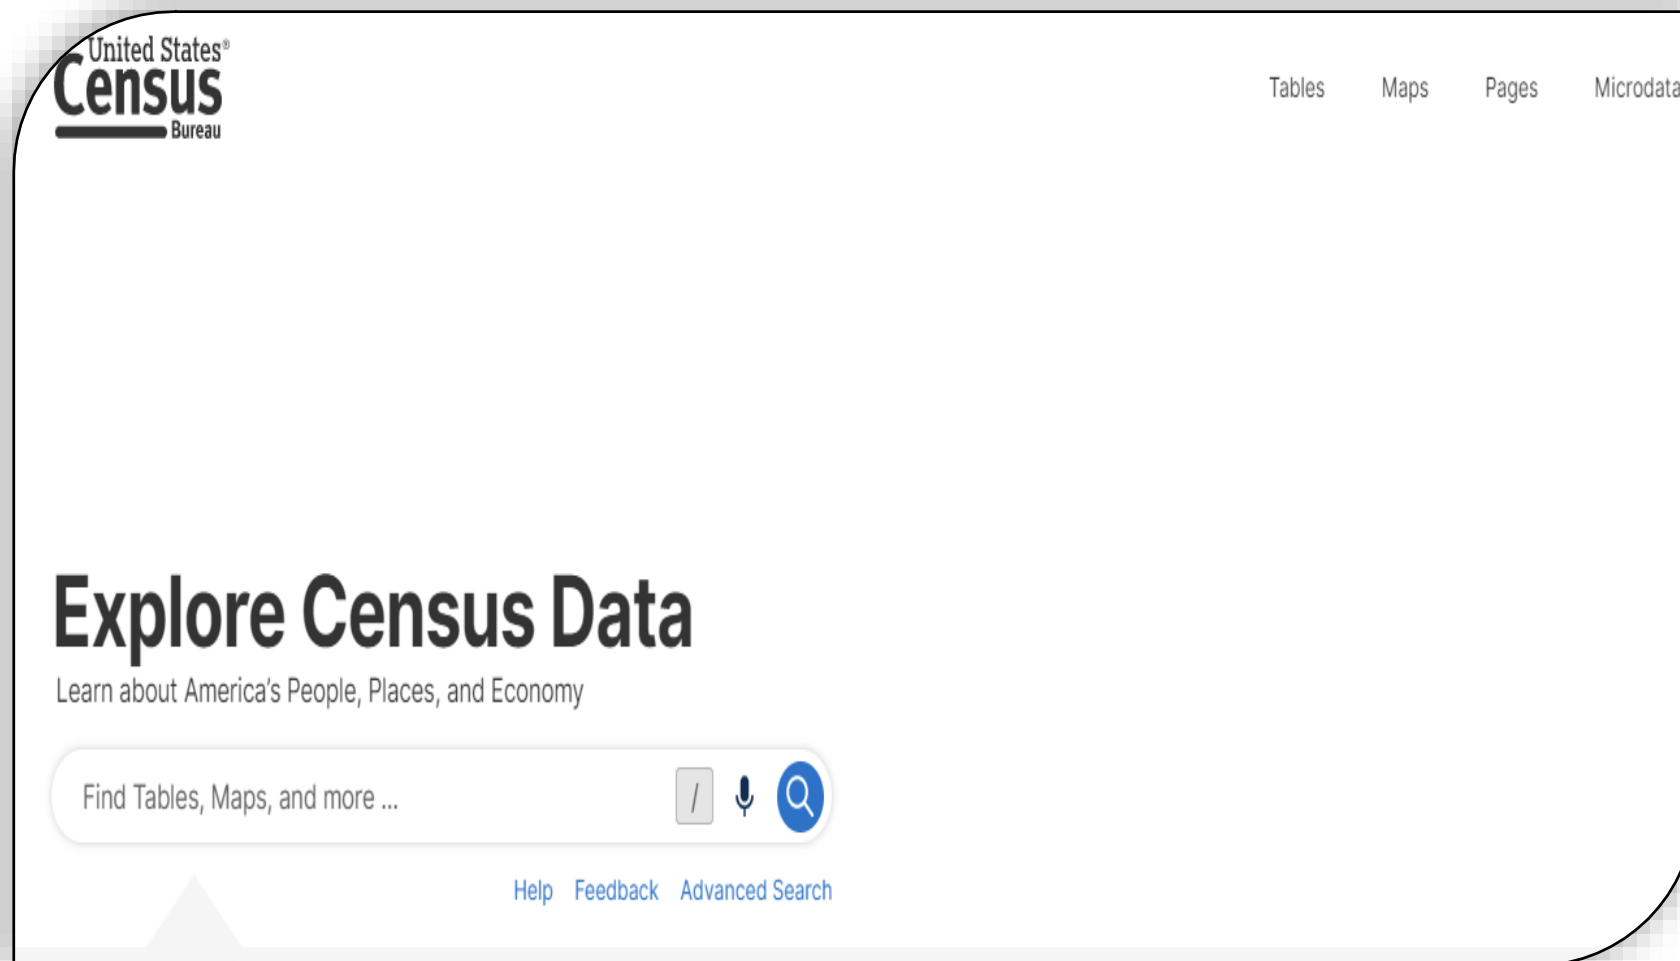 United States®
Census
Bureau
Tables Maps Pages Microdata
Explore Census Data
Learn about America's People, Places, and Economy
Find Tables, Maps, and more ... /
Help Feedback Advanced Search